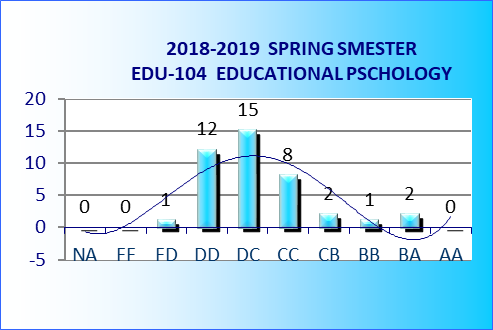 2018-2019 SPRING SMESTER
EDU-104 EDUCATIONAL PSCHOLOGY
20
15
10
5
0
-5
0 0 1 12 15 8 2 1 2 0
NA FF FD DD DC CC CB BB BA AA